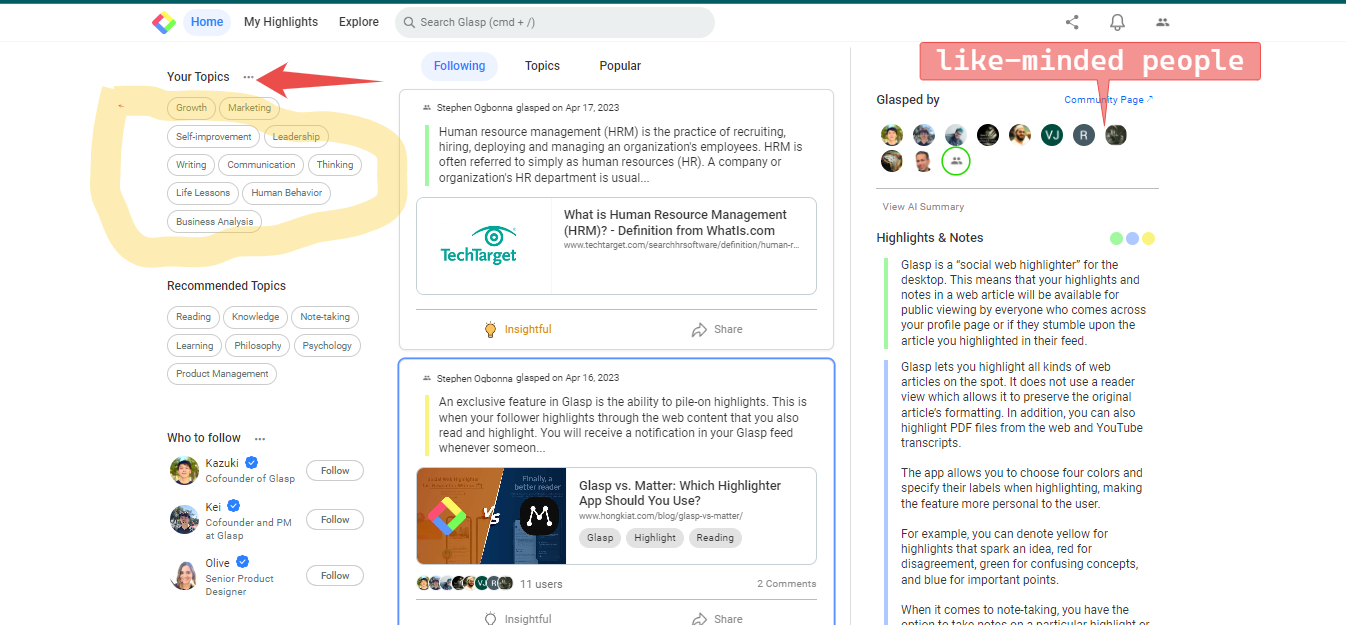 Home
My Highlights
Explore
Search Glasp (cmd + /)
Your Topics ...
Growth
Marketing
Self-improvement
Leadership
Writing
Communication
Thinking
Life Lessons
Human Behavior
Business Analysis
Recommended Topics
Reading
Knowledge
Note-taking
Learning
Philosophy
Psychology
Product Management
Who to follow ...
Kazuki
Cofounder of Glasp
Follow
Kei
Cofounder and PM
at Glasp
Follow
Olive
Senior Product
Designer
Follow
Following
Topics
Popular
Stephen Ogbonna glasped on Apr 17, 2023
Human resource management (HRM) is the practice of recruiting,
hiring, deploying and managing an organization's employees. HRM is
often referred to simply as human resources (HR). A company or
organization's HR department is usual...
TechTarget
What is Human Resource Management
(HRM)? - Definition from WhatIs.com
www.techtarget.com/searchhrsoftware/definition/human-r...
Insightful
Share
Stephen Ogbonna glasped on Apr 16, 2023
An exclusive feature in Glasp is the ability to pile-on highlights. This is
when your follower highlights through the web content that you also
read and highlight. You will receive a notification in your Glasp feed
whenever someon...
Finally, a
better reader
vs
Glasp vs. Matter: Which Highlighter
App Should You Use?
www.hongkiat.com/blog/glasp-vs-matter/
Glasp
Highlight
Reading
VJ
R
11 users
2 Comments
Insightful
Share
like-minded people
Glasped by
Community Page
VJ
R
View AI Summary
Highlights & Notes
Glasp is a “social web highlighter” for the
desktop. This means that your highlights and
notes in a web article will be available for
public viewing by everyone who comes across
your profile page or if they stumble upon the
article you highlighted in their feed.
Glasp lets you highlight all kinds of web
articles on the spot. It does not use a reader
view which allows it to preserve the original
article’s formatting. In addition, you can also
highlight PDF files from the web and YouTube
transcripts.
The app allows you to choose four colors and
specify their labels when highlighting, making
the feature more personal to the user.
For example, you can denote yellow for
highlights that spark an idea, red for
disagreement, green for confusing concepts,
and blue for important points.
When it comes to note-taking, you have the
option to take notes on a particular highlight or